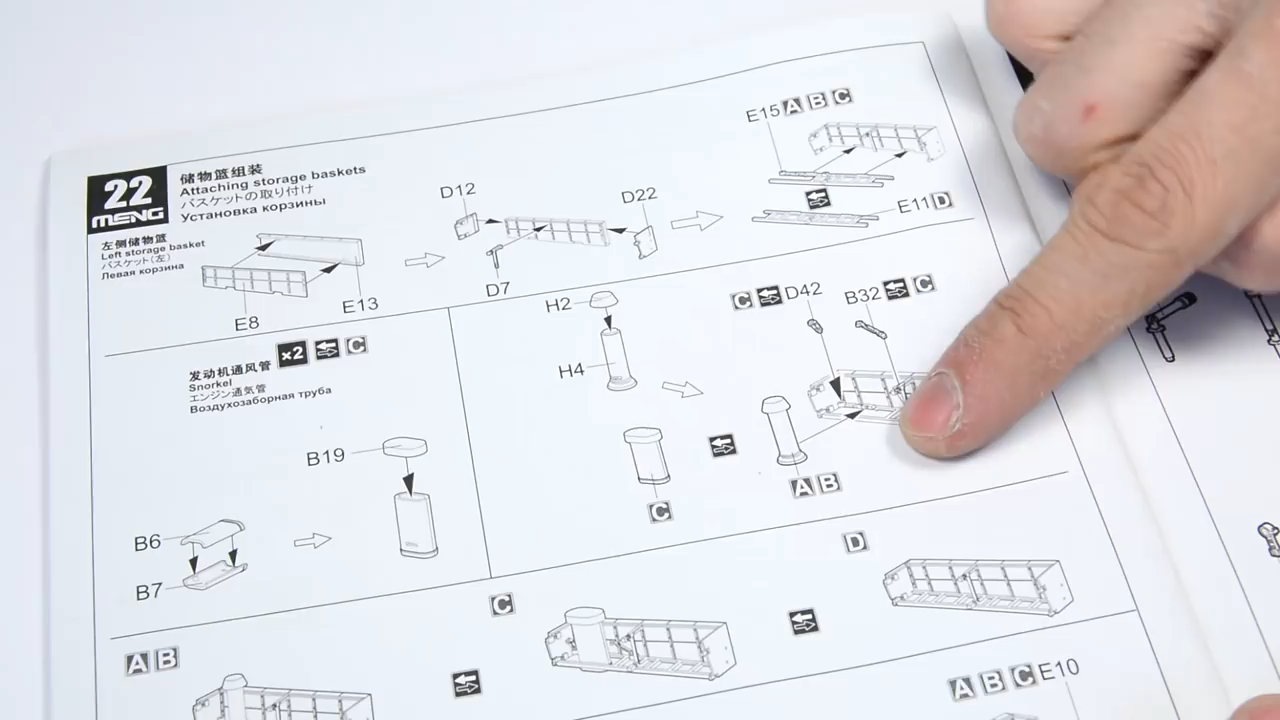 22
MENG
储物篮组装
Attaching storage baskets
バスケットの取り付け
Установка корзины
左侧储物篮
Left storage basket
バスケット(左)
Левая корзина
E8
E13
D12
D7
D22
E15 A B C
E11 D
发动机通风管 ×2 C
Snorkel
エンジン通気管
Воздухозаборная труба
B19
B6
B7
H2
H4
C
A B
C D42
B32 C
A B
C
D
A B C E10